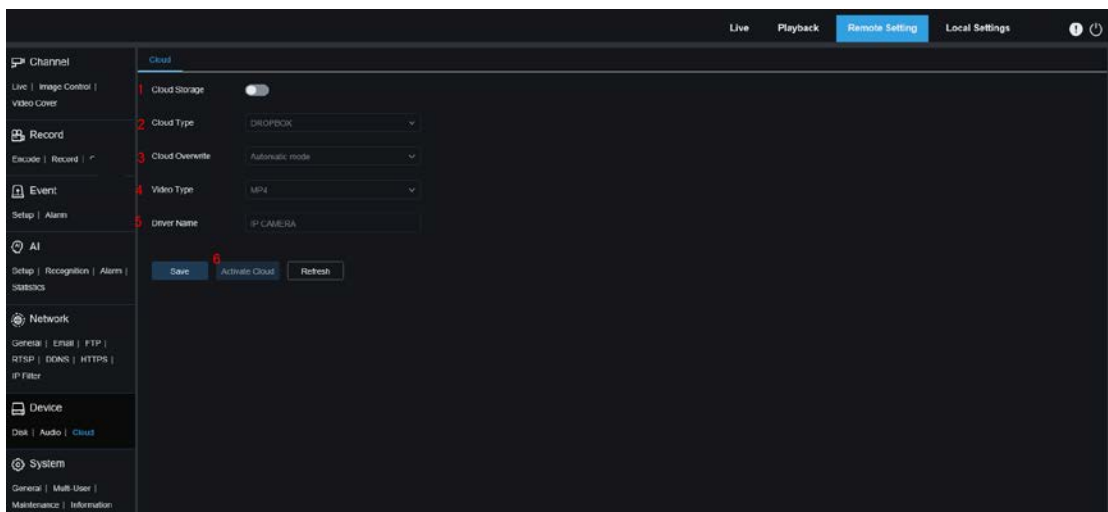 Live Playback Remote Setting Local Settings
Channel
Live | Image Control |
Video Cover
Record
Encode | Record |
Event
Setup | Alarm
AI
Setup | Recognition | Alarm |
Statistics
Network
General | Email | FTP |
RTSP | DDNS | HTTPS |
IP Filter
Device
Disk | Audio | Cloud
System
General | Multi-User |
Maintenance | Information
Cloud
1 Cloud Storage
2 Cloud Type DROPBOX
3 Cloud Overwrite Automatic mode
4 Video Type MP4
5 Driver Name IP CAMERA
6
Save Activate Cloud Refresh